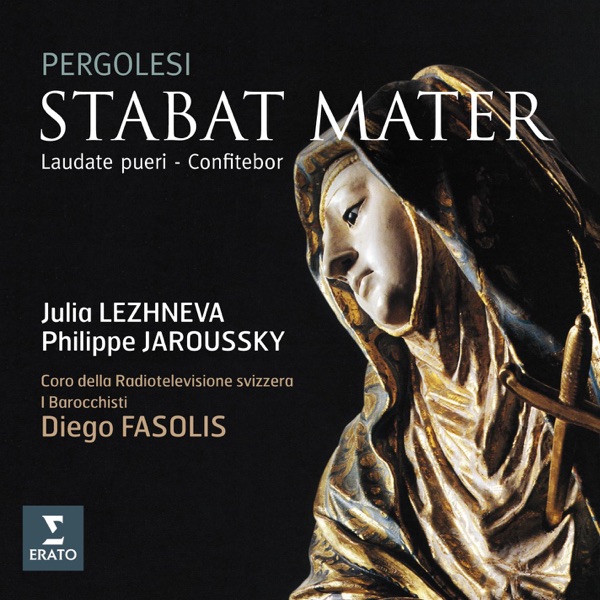 PERGOLESI
STABAT MATER
Laudate pueri - Confitebor
Julia LEZHNEVA
Philippe JAROUSSKY
Coro della Radiotelevisione svizzera
I Barocchisti
Diego FASOLIS
ERATO